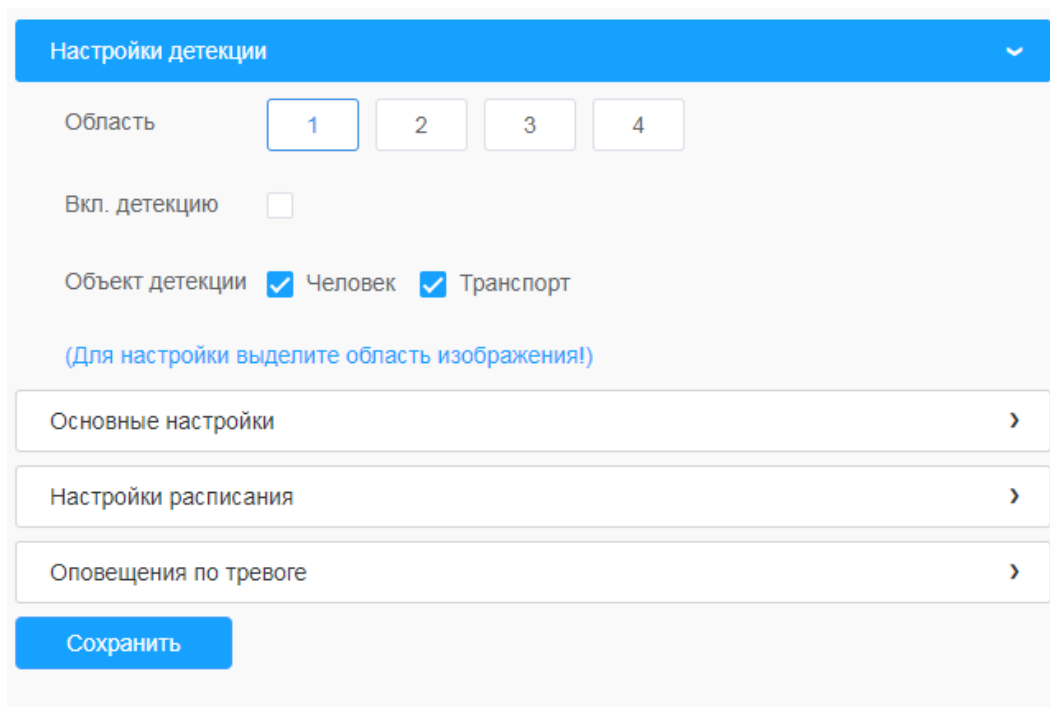 Настройки детекции
Область 1 2 3 4
Вкл. детекцию
Объект детекции Человек Транспорт
(Для настройки выделите область изображения!)
Основные настройки
Настройки расписания
Оповещения по тревоге
Сохранить